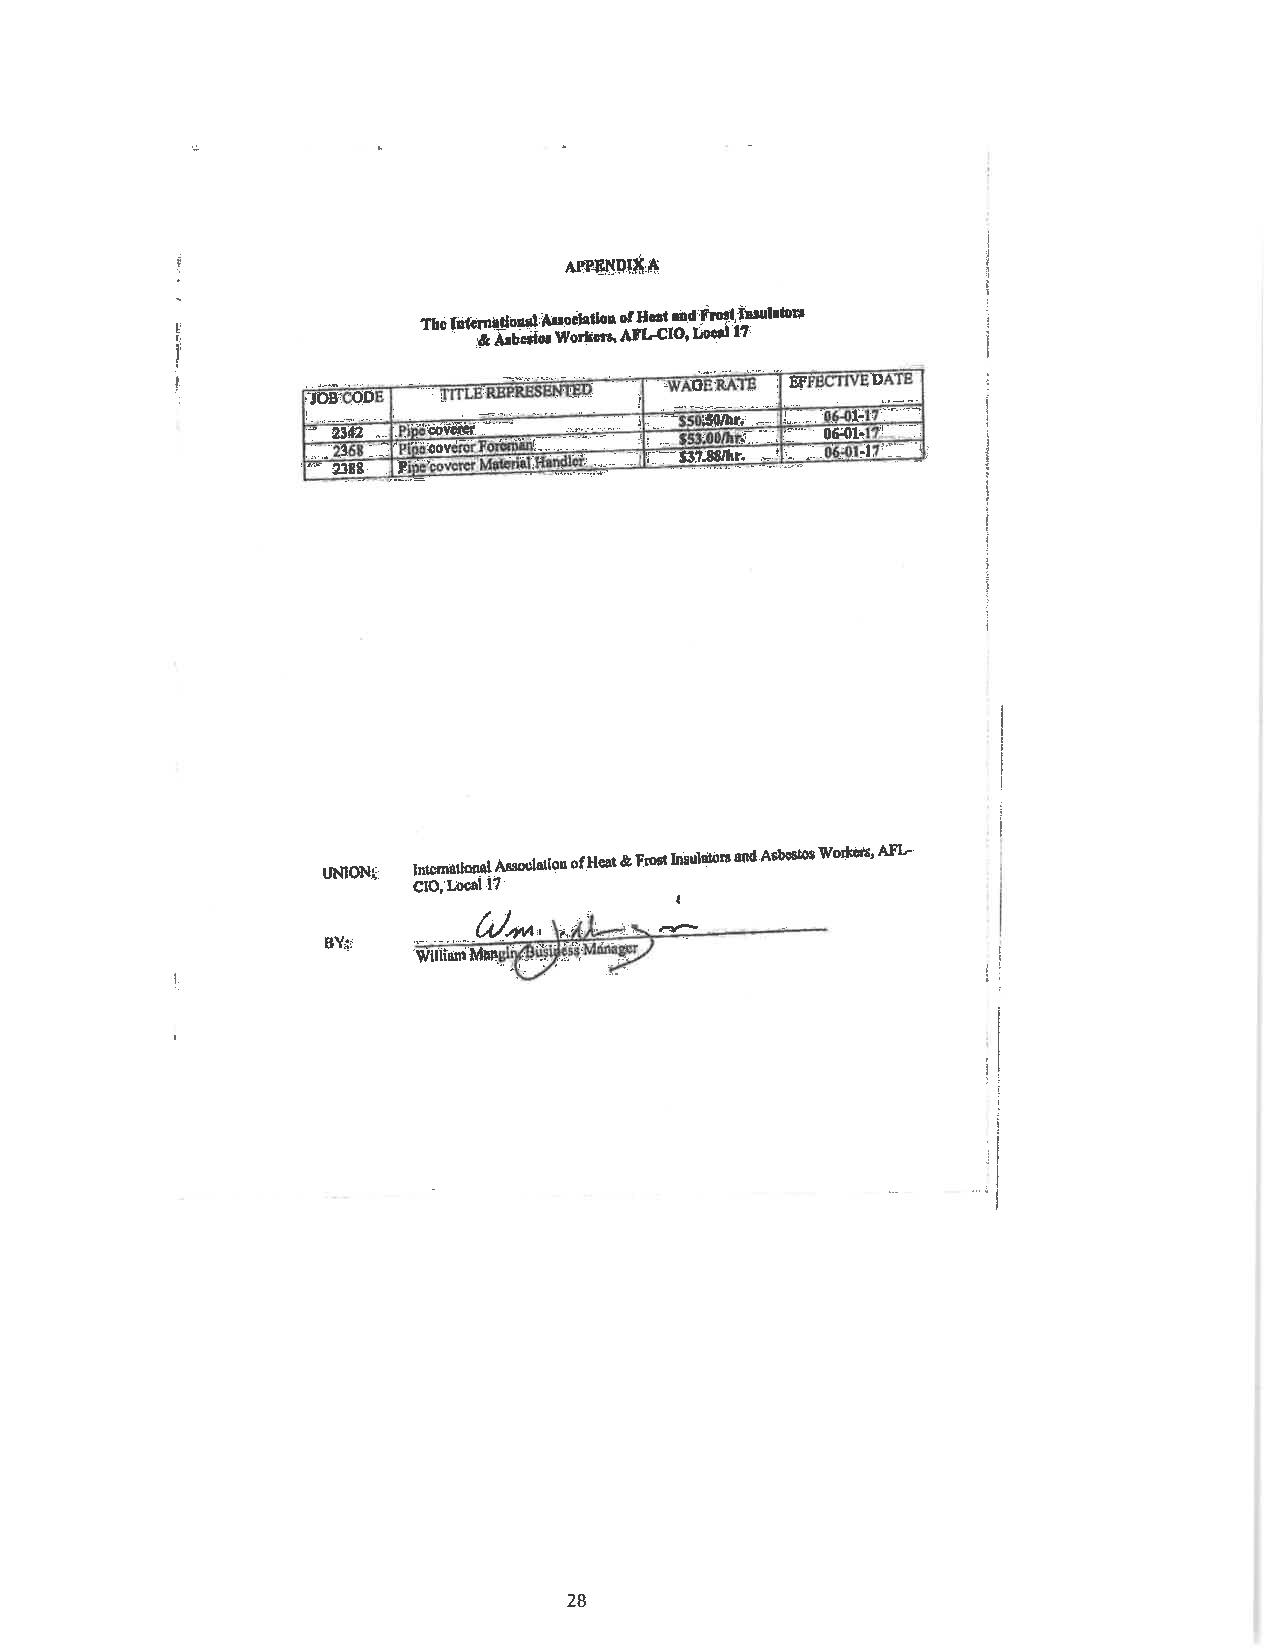 APPENDIX A
The International Association of Heat and Frost Insulators
& Asbestos Workers, AFL-CIO, Local 17
JOB CODE TITLE REPRESENTED WAGE RATE EFFECTIVE DATE
2342 Pipe coverer $50.50/hr. 06-01-17
2368 Pipe coverer Foreman $53.00/hr. 06-01-17
2388 Pipe coverer Material Handler $37.88/hr. 06-01-17
UNION: International Association of Heat & Frost Insulators and Asbestos Workers, AFL-
CIO, Local 17
BY: Wm.
William Mangin, Business Manager
28